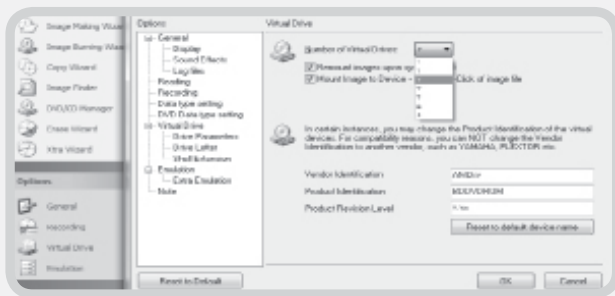 Image Making Wizard
Image Burning Wizard
Copy Wizard
Image Finder
DVD/CD Manager
Erase Wizard
Xtra Wizard
Options
General
Recording
Virtual Drive
Emulation
Options
General
Display
Sound Effects
Log files
Reading
Recording
Data type setting
DVD Data type setting
Virtual Drive
Drive Parameters
Drive Letter
Emulation
Extra Emulation
Note
Reset to Default
Virtual Drive
Number of Virtual Drives
Remount images upon
Mount Image to Device - Click of image file
In certain instances, you may change the Product Identification of the virtual
devices. For compatibility reasons, you can NOT change the Vendor
Identification to another vendor, such as YAMAHA, PLEXTOR etc.
Vendor Identification
Product Identification
Product Revision Level
Reset to default device name
OK
Cancel